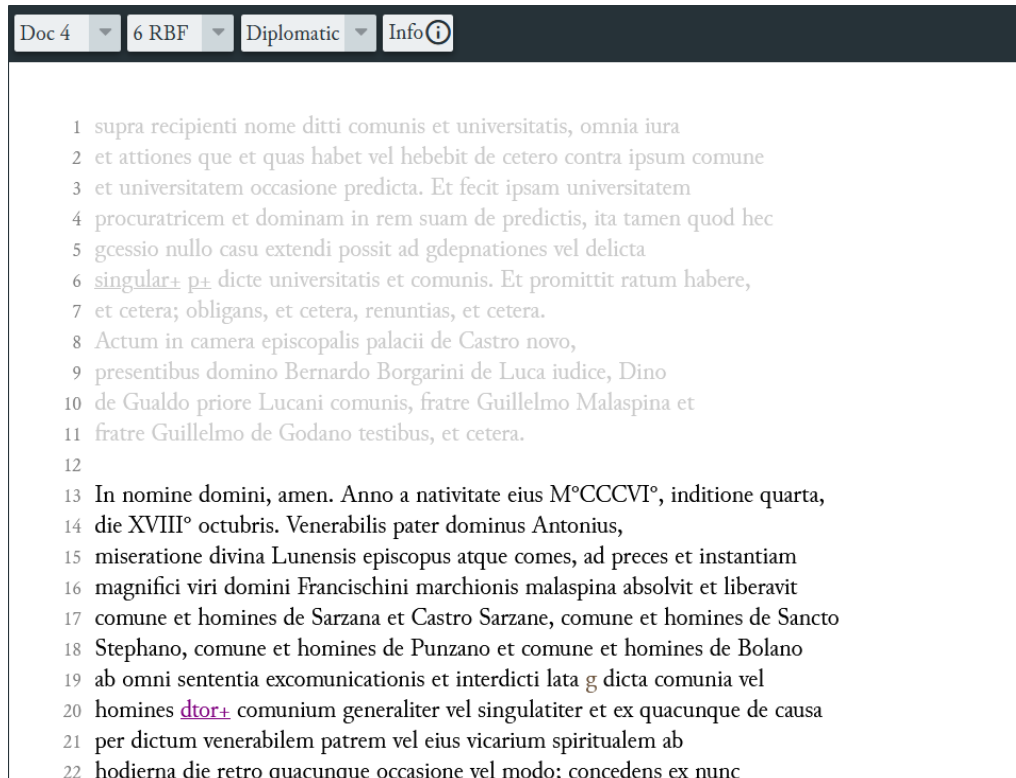 Doc 4 6 RBF Diplomatic Info
1 supra recipienti nome ditti comunis et universitatis, omnia iura
2 et attiones que et quas habet vel hebebit de cetero contra ipsum comune
3 et universitatem occasione predicta. Et fecit ipsam universitatem
4 procuratricem et dominam in rem suam de predictis, ita tamen quod hec
5 gcessio nullo casu extendi possit ad gdepnationes vel delicta
6 singular+ p+ dicte universitatis et comunis. Et promittit ratum habere,
7 et cetera; obligans, et cetera, renuntias, et cetera.
8 Actum in camera episcopalis palacii de Castro novo,
9 presentibus domino Bernardo Borgarini de Luca iudice, Dino
10 de Gualdo priore Lucani comunis, fratre Guillelmo Malaspina et
11 fratre Guillelmo de Godano testibus, et cetera.
12
13 In nomine domini, amen. Anno a nativitate eius M°CCCVI°, inditione quarta,
14 die XVIII° octubris. Venerabilis pater dominus Antonius,
15 miseratione divina Lunensis episcopus atque comes, ad preces et instantiam
16 magnifici viri domini Francischini marchionis malaspina absolvit et liberavit
17 comune et homines de Sarzana et Castro Sarzane, comune et homines de Sancto
18 Stephano, comune et homines de Punzano et comune et homines de Bolano
19 ab omni sententia excomunicationis et interdicti lata g dicta comunia vel
20 homines dtor+ comunium generaliter vel singulatiter et ex quacunque de causa
21 per dictum venerabilem patrem vel eius vicarium spiritualem ab
22 hodierna die retro quacunque occasione vel modo; concedens ex nunc